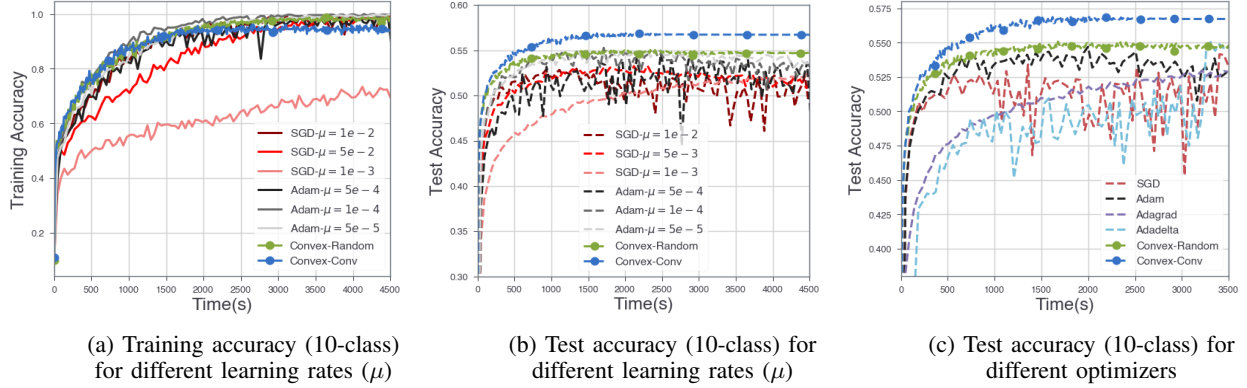 1.0
0.8
0.6
0.4
0.2
Training Accuracy
SGD-μ = 1e − 2
SGD-μ = 5e − 2
SGD-μ = 1e − 3
Adam-μ = 5e − 4
Adam-μ = 1e − 4
Adam-μ = 5e − 5
Convex-Random
Convex-Conv
0 500 1000 1500 2000 2500 3000 3500 4000 4500
Time(s)
(a) Training accuracy (10-class)
for different learning rates (μ)
0.60
0.55
0.50
0.45
0.40
0.35
0.30
Test Accuracy
SGD-μ = 1e − 2
SGD-μ = 5e − 3
SGD-μ = 1e − 3
Adam-μ = 5e − 4
Adam-μ = 1e − 4
Adam-μ = 5e − 5
Convex-Random
Convex-Conv
0 500 1000 1500 2000 2500 3000 3500 4000 4500
Time(s)
(b) Test accuracy (10-class) for
different learning rates (μ)
0.575
0.550
0.525
0.500
0.475
0.450
0.425
0.400
Test Accuracy
SGD
Adam
Adagrad
Adadelta
Convex-Random
Convex-Conv
0 500 1000 1500 2000 2500 3000 3500
Time(s)
(c) Test accuracy (10-class) for
different optimizers